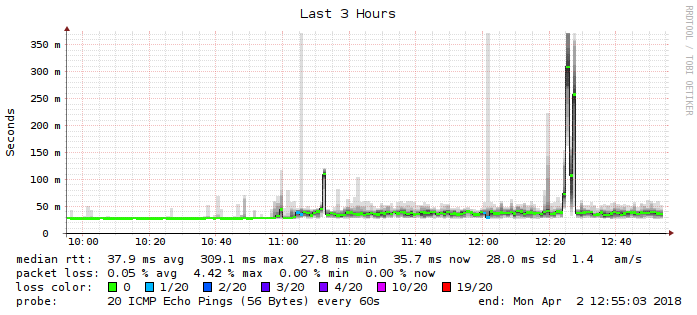 Last 3 Hours
RRDTOOL / TOBI OETIKER
Seconds
350 m
300 m
250 m
200 m
150 m
100 m
50 m
0
10:00 10:20 10:40 11:00 11:20 11:40 12:00 12:20 12:40
median rtt: 37.9 ms avg 309.1 ms max 27.8 ms min 35.7 ms now 28.0 ms sd 1.4 am/s
packet loss: 0.05 % avg 4.42 % max 0.00 % min 0.00 % now
loss color: 0 1/20 2/20 3/20 4/20 10/20 19/20
probe: 20 ICMP Echo Pings (56 Bytes) every 60s end: Mon Apr 2 12:55:03 2018